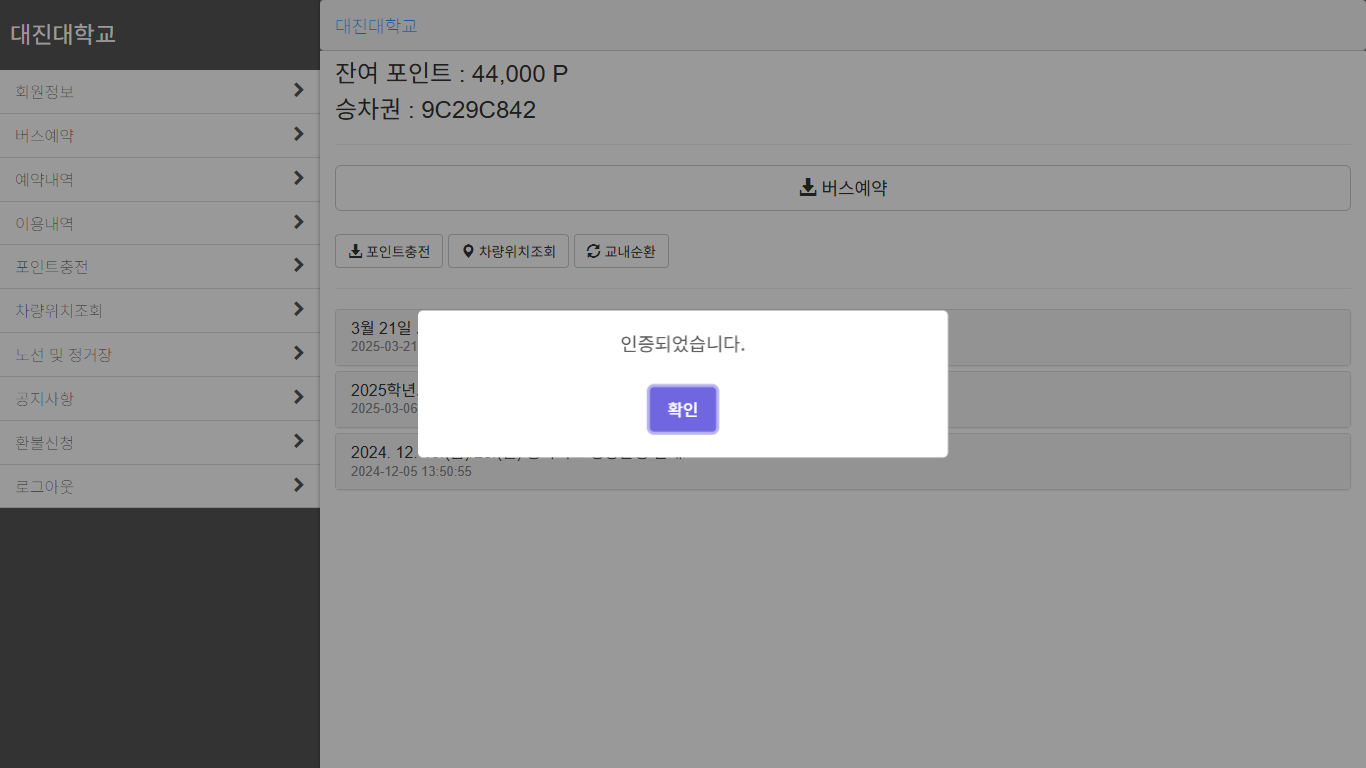 대진대학교
회원정보
버스예약
예약내역
이용내역
포인트충전
차량위치조회
노선 및 정거장
공지사항
환불신청
로그아웃
대진대학교
잔여 포인트 : 44,000 P
승차권 : 9C29C842
버스예약
포인트충전 차량위치조회 교내순환
3월 21일
2025-03-21
2025학년
2025-03-06
2024. 12.
2024-12-05 13:50:55
인증되었습니다.
확인